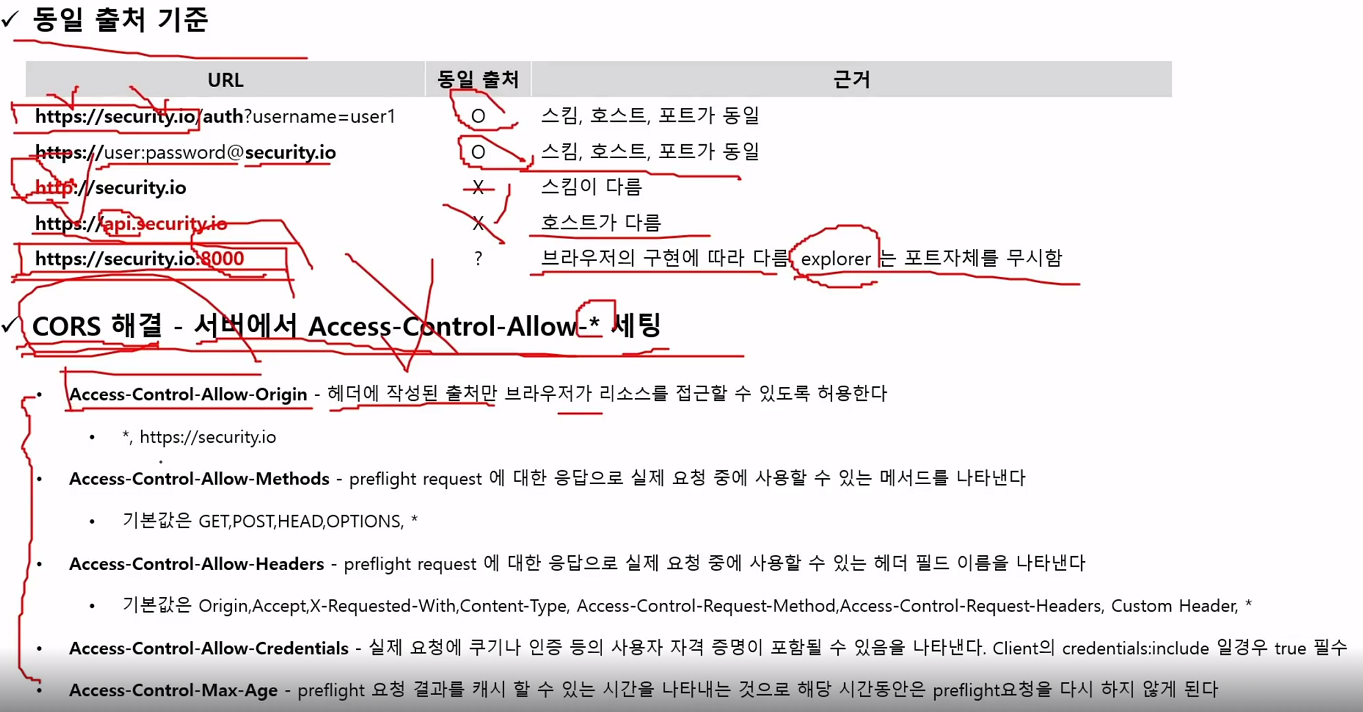 ✓ 동일 출처 기준
URL 동일 출처 근거
https://security.io/auth?username=user1 O 스킴, 호스트, 포트가 동일
https://user:password@security.io O 스킴, 호스트, 포트가 동일
http://security.io X 스킴이 다름
https://api.security.io X 호스트가 다름
https://security.io:8000 ? 브라우저의 구현에 따라 다름 explorer 는 포트자체를 무시함
✓ CORS 해결 - 서버에서 Access-Control-Allow-* 세팅
• Access-Control-Allow-Origin - 헤더에 작성된 출처만 브라우저가 리소스를 접근할 수 있도록 허용한다
• *, https://security.io
• Access-Control-Allow-Methods - preflight request 에 대한 응답으로 실제 요청 중에 사용할 수 있는 메서드를 나타낸다
• 기본값은 GET,POST,HEAD,OPTIONS, *
• Access-Control-Allow-Headers - preflight request 에 대한 응답으로 실제 요청 중에 사용할 수 있는 헤더 필드 이름을 나타낸다
• 기본값은 Origin,Accept,X-Requested-With,Content-Type, Access-Control-Request-Method,Access-Control-Request-Headers, Custom Header, *
• Access-Control-Allow-Credentials - 실제 요청에 쿠기나 인증 등의 사용자 자격 증명이 포함될 수 있음을 나타낸다. Client의 credentials:include 일경우 true 필수
• Access-Control-Max-Age - preflight 요청 결과를 캐시 할 수 있는 시간을 나타내는 것으로 해당 시간동안은 preflight요청을 다시 하지 않게 된다